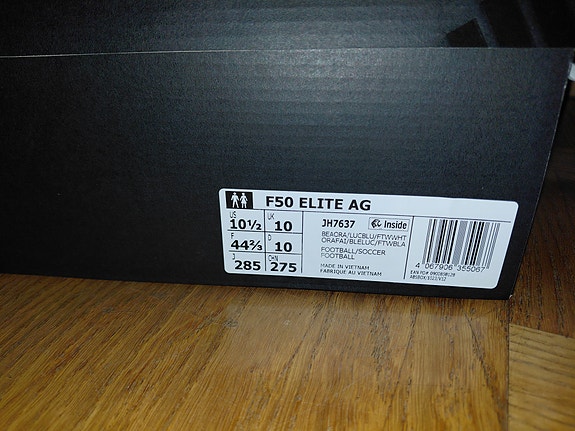 F50 ELITE AG
US 10½ UK 10
F 44⅔ D 10
J 285 CHN 275
JH7637 Inside
BEAORA/LUCBLU/FTWWHT
ORAFAI/BLELUC/FTWBLA
FOOTBALL/SOCCER
FOOTBALL
MADE IN VIETNAM
FABRIQUE AU VIETNAM
4 067906 355067